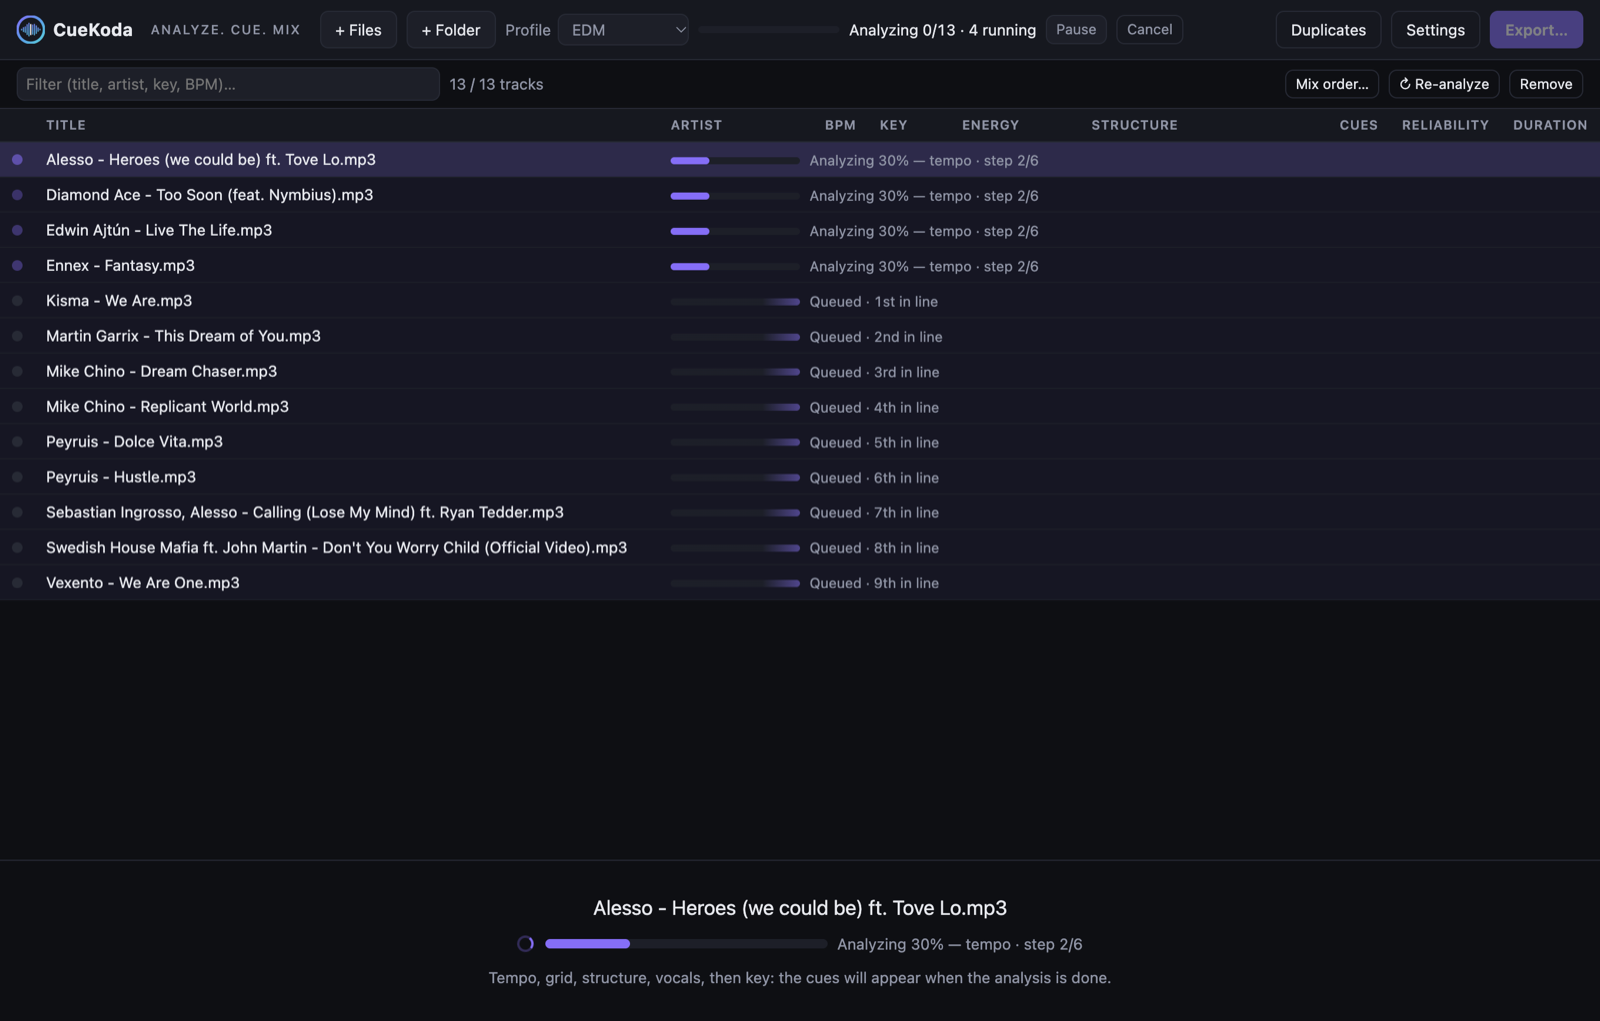 CueKoda ANALYZE. CUE. MIX + Files + Folder Profile EDM Analyzing 0/13 · 4 running Pause Cancel Duplicates Settings Export...
Filter (title, artist, key, BPM)... 13 / 13 tracks Mix order... ↻ Re-analyze Remove
TITLE ARTIST BPM KEY ENERGY STRUCTURE CUES RELIABILITY DURATION
Alesso - Heroes (we could be) ft. Tove Lo.mp3 Analyzing 30% — tempo · step 2/6
Diamond Ace - Too Soon (feat. Nymbius).mp3 Analyzing 30% — tempo · step 2/6
Edwin Ajtún - Live The Life.mp3 Analyzing 30% — tempo · step 2/6
Ennex - Fantasy.mp3 Analyzing 30% — tempo · step 2/6
Kisma - We Are.mp3 Queued · 1st in line
Martin Garrix - This Dream of You.mp3 Queued · 2nd in line
Mike Chino - Dream Chaser.mp3 Queued · 3rd in line
Mike Chino - Replicant World.mp3 Queued · 4th in line
Peyruis - Dolce Vita.mp3 Queued · 5th in line
Peyruis - Hustle.mp3 Queued · 6th in line
Sebastian Ingrosso, Alesso - Calling (Lose My Mind) ft. Ryan Tedder.mp3 Queued · 7th in line
Swedish House Mafia ft. John Martin - Don't You Worry Child (Official Video).mp3 Queued · 8th in line
Vexento - We Are One.mp3 Queued · 9th in line
Alesso - Heroes (we could be) ft. Tove Lo.mp3
Analyzing 30% — tempo · step 2/6
Tempo, grid, structure, vocals, then key: the cues will appear when the analysis is done.